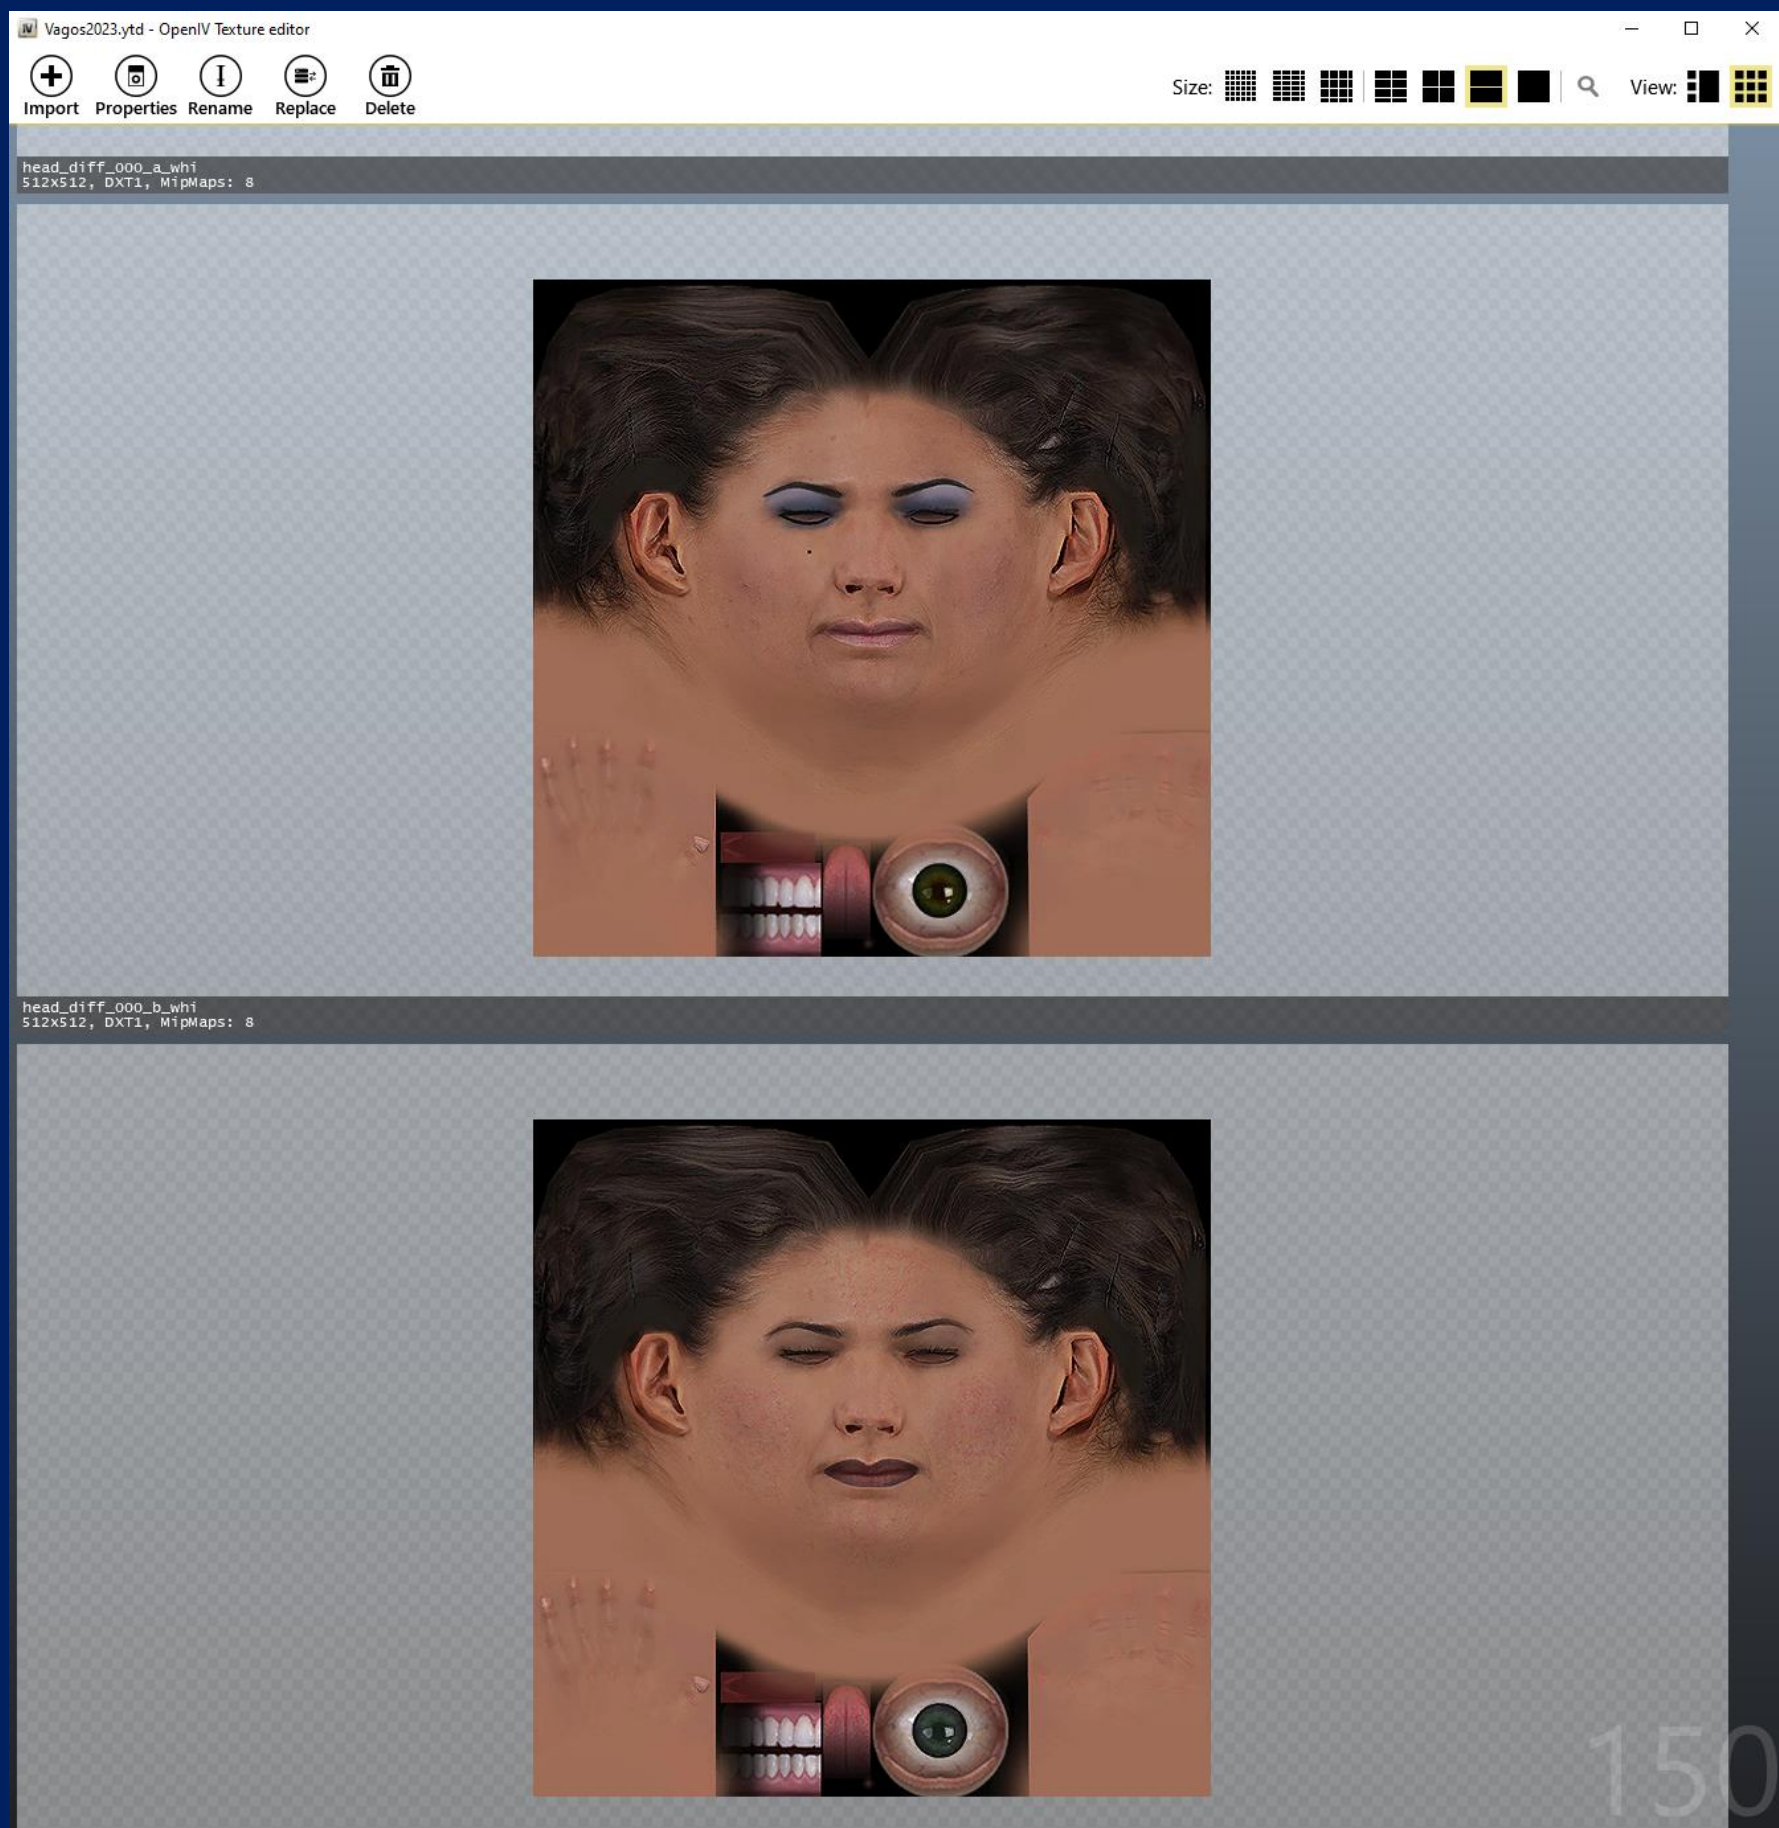 Vagos2023.ytd - OpenIV Texture editor
Import Properties Rename Replace Delete
Size: View:
head_diff_000_a_whi
512x512, DXT1, MipMaps: 8
head_diff_000_b_whi
512x512, DXT1, MipMaps: 8
150